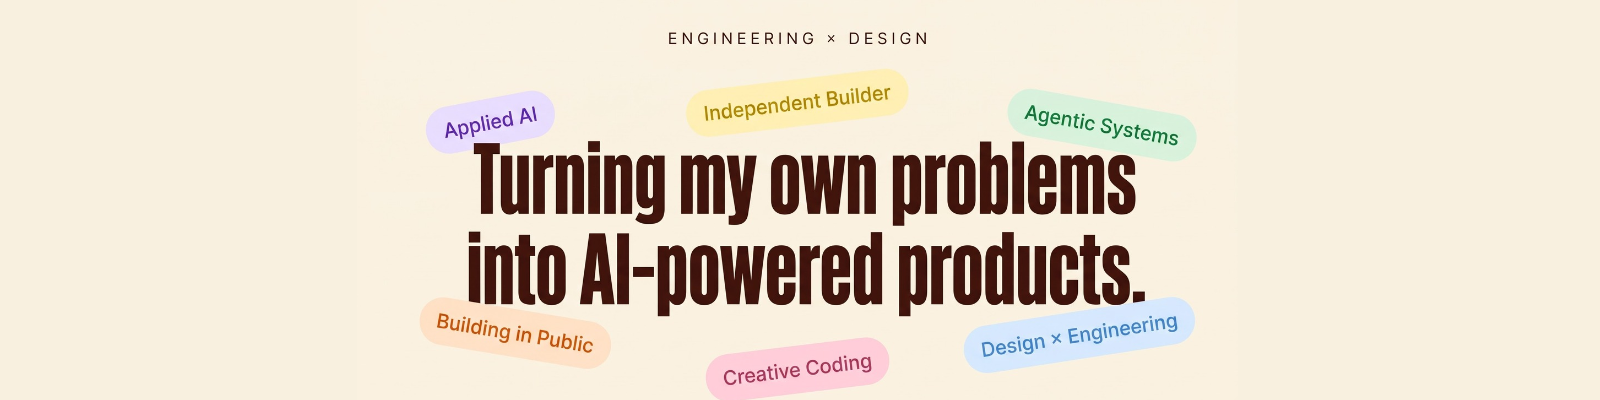 ENGINEERING × DESIGN
Applied AI
Independent Builder
Agentic Systems
Turning my own problems
into AI-powered products.
Building in Public
Creative Coding
Design × Engineering